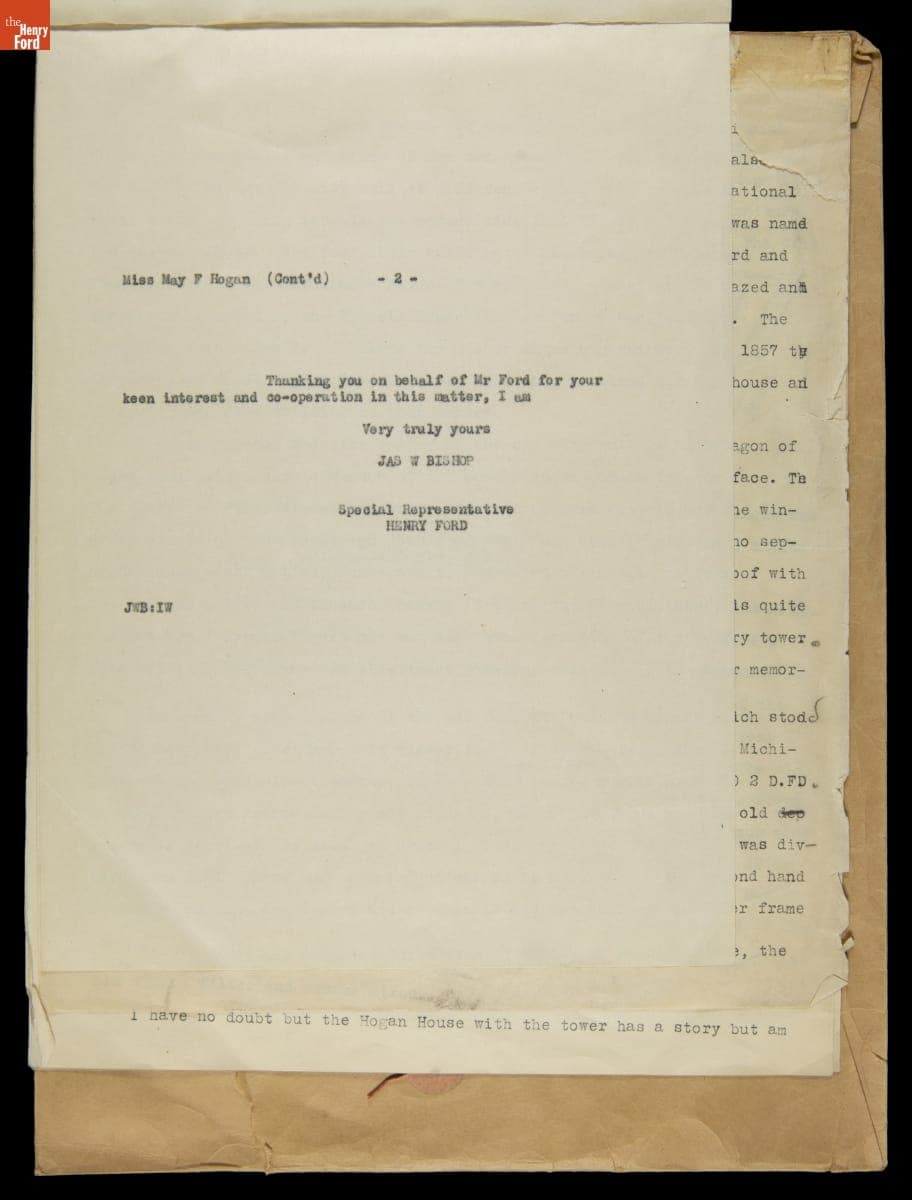 the
Henry
Ford
Miss May F Hogan (Cont'd) - 2 -
Thanking you on behalf of Mr Ford for your
keen interest and co-operation in this matter, I am
Very truly yours
JAS W BISHOP
Special Representative
HENRY FORD
JWB:IW
ational
was namd
rd and
azed and
. The
1857 th
house an
agon of
face. Th
he win-
no sep-
oof with
is quite
ry tower
r memor-
ich stod
Michi-
2 D.FD.
old dep
was div-
ond hand
er frame
e, the
I have no doubt but the Hogan House with the tower has a story but am